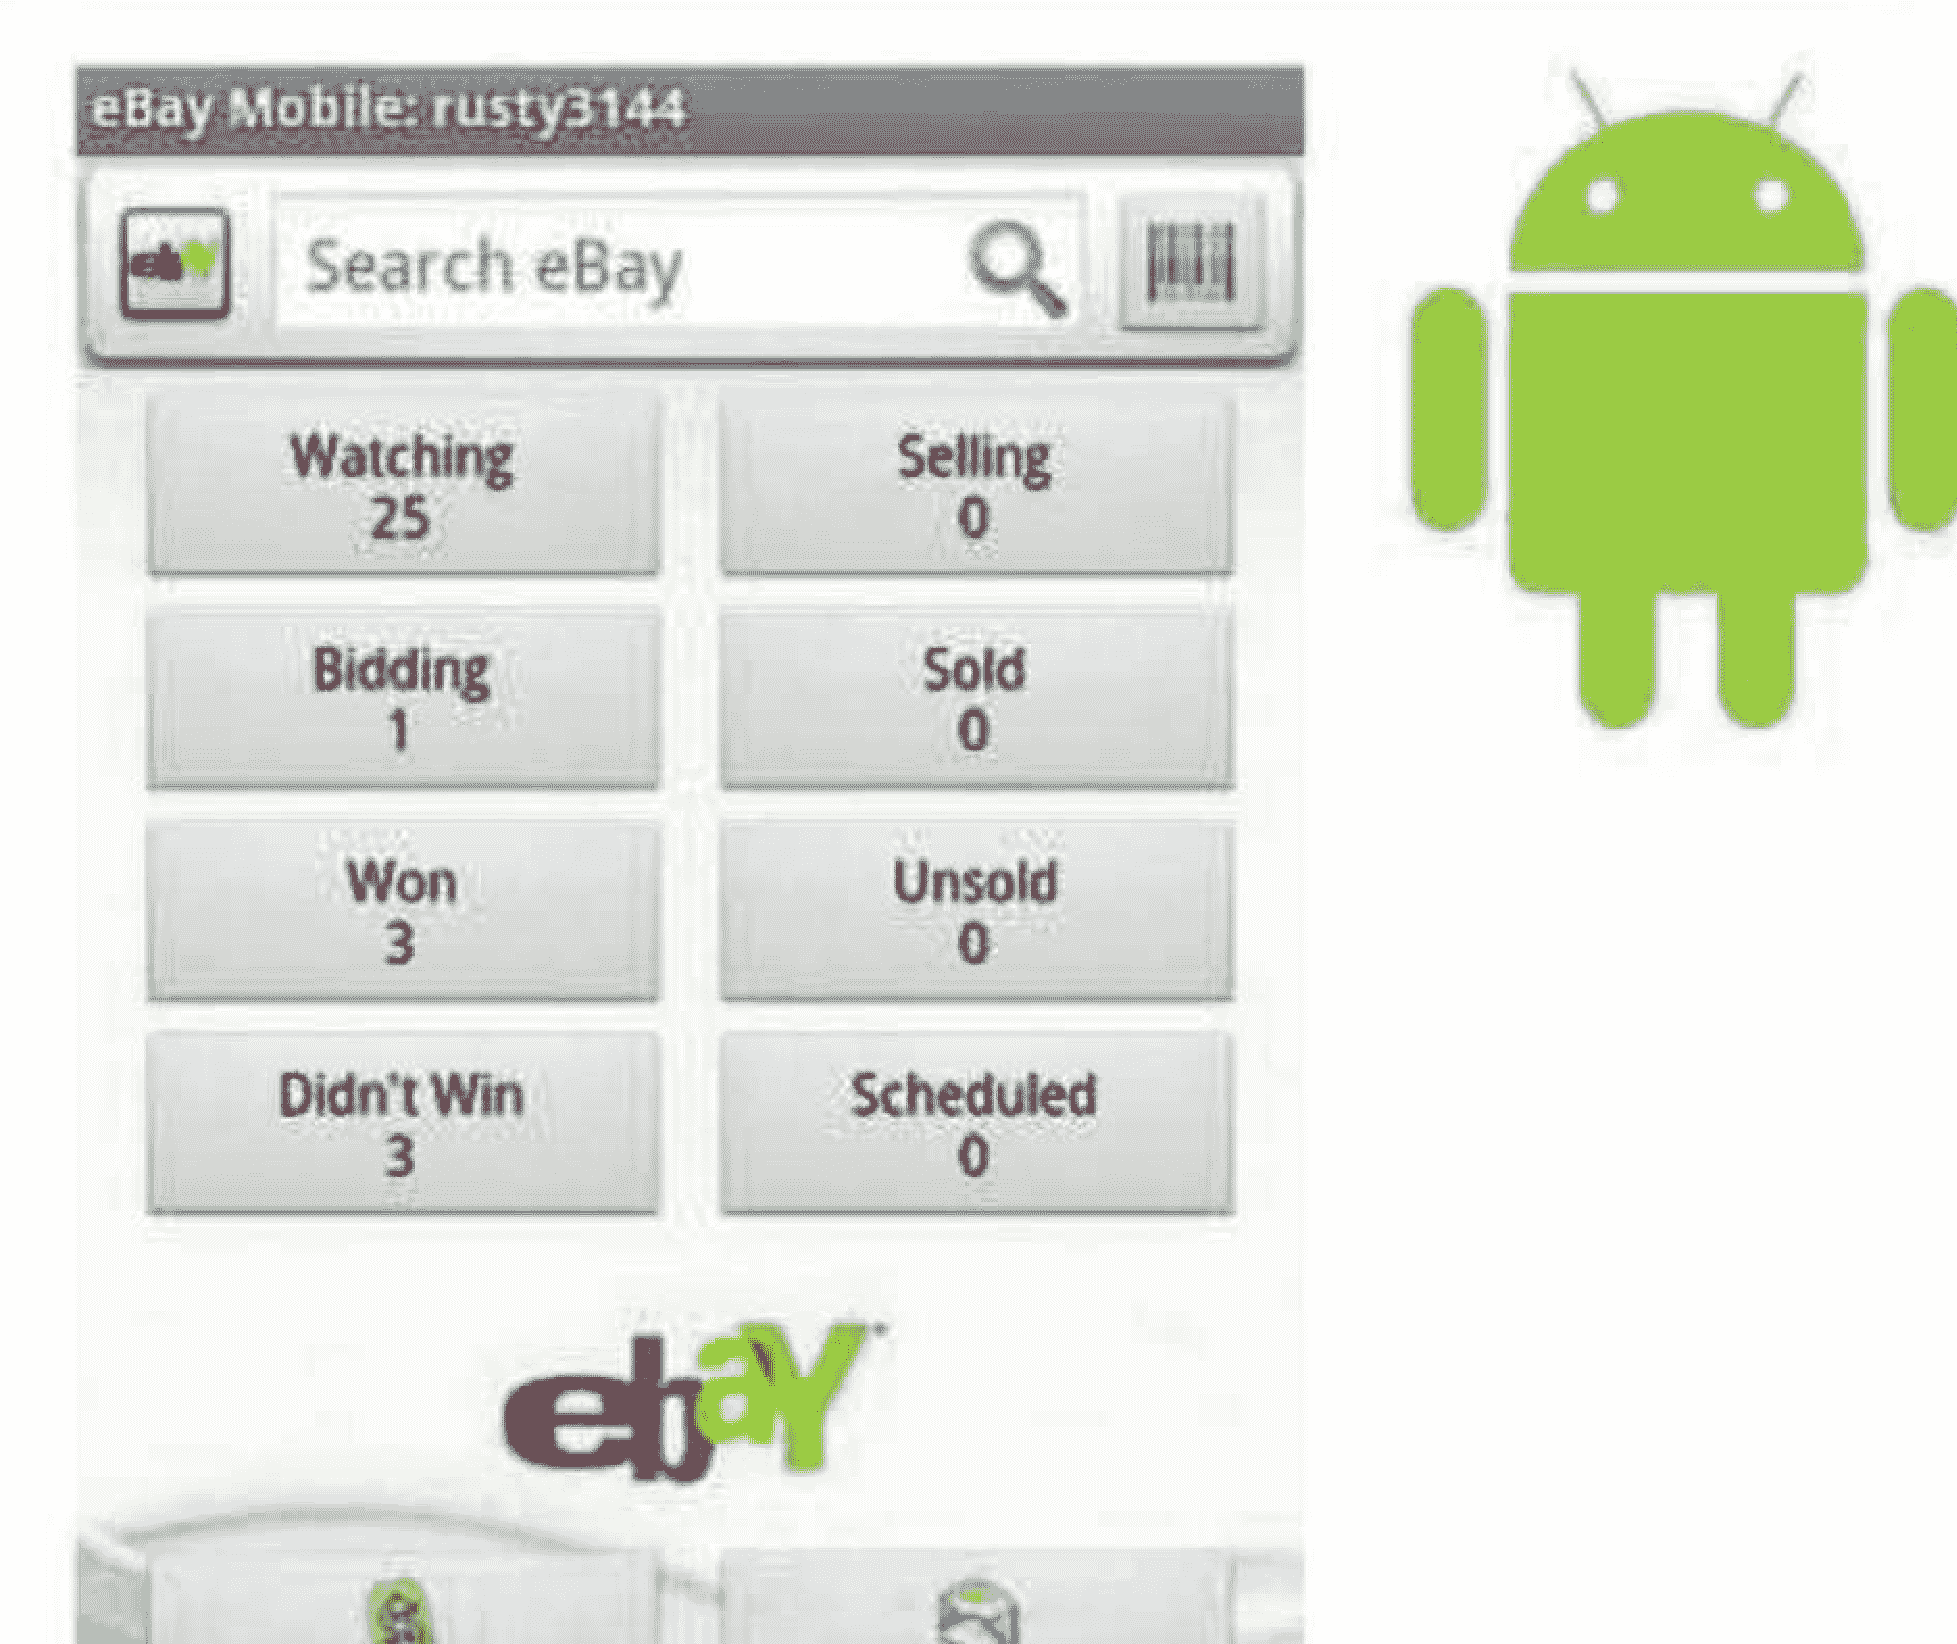 eBay Mobile: rusty3144
ebay
Search eBay
Watching
25
Selling
0
Bidding
1
Sold
0
Won
3
Unsold
0
Didn't Win
3
Scheduled
0
ebaY